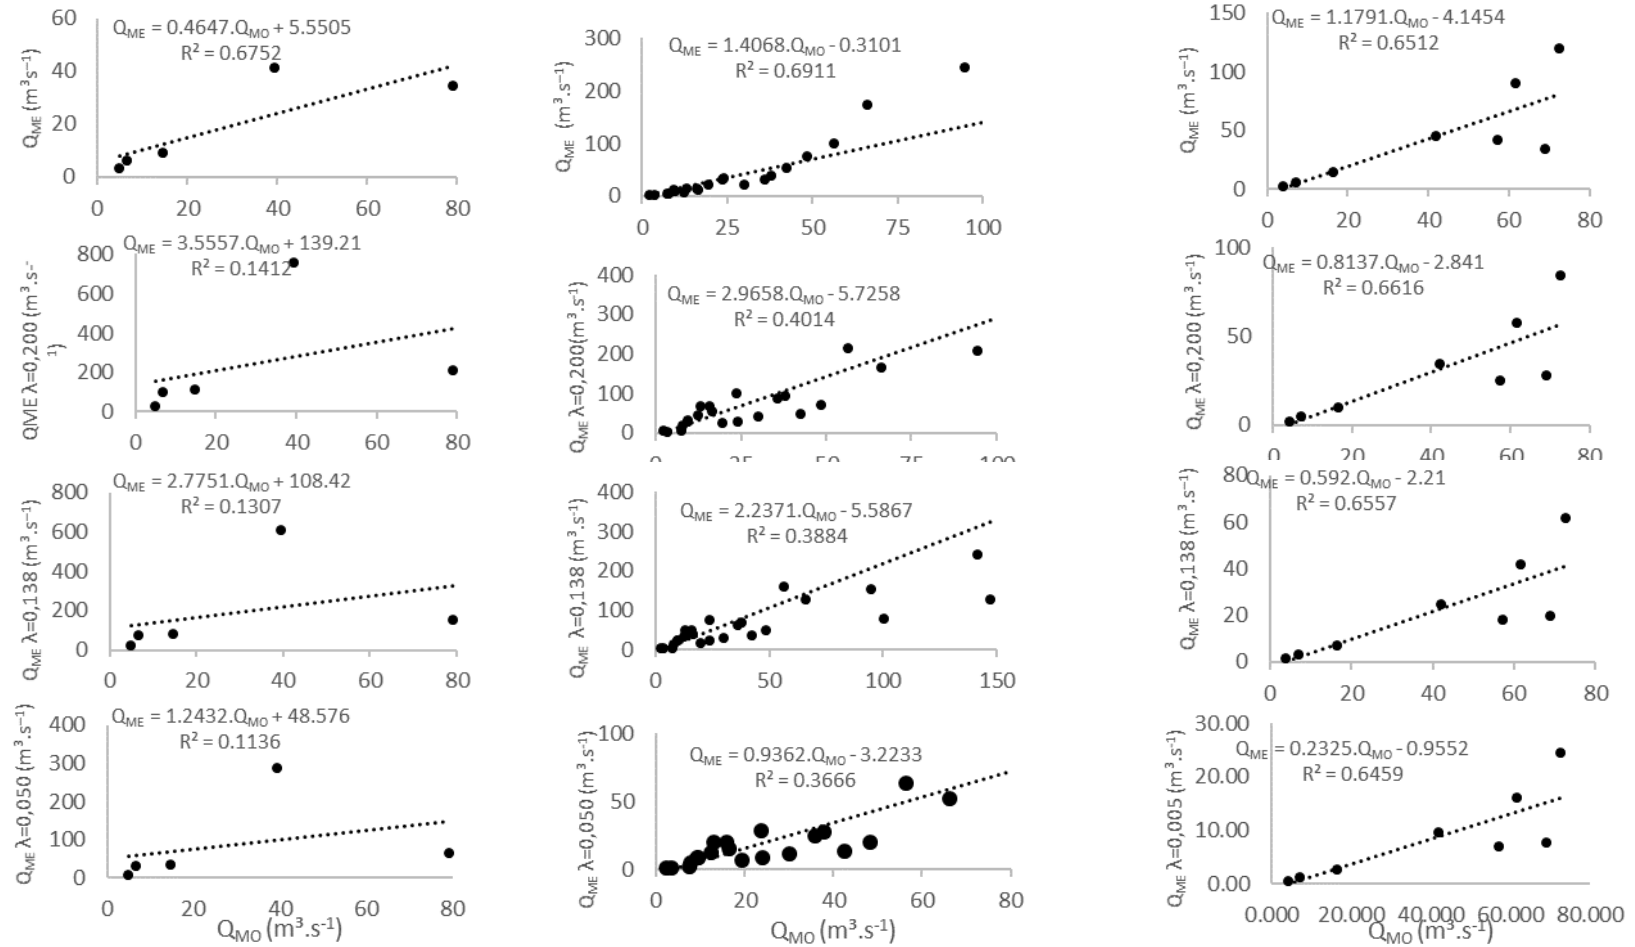 60
40
20
0
0 20 40 60 80
Q_ME (m³s⁻¹)
Q_ME = 0.4647.Q_MO + 5.5505
R² = 0.6752
300
200
100
0
0 25 50 75 100
Q_ME (m³.s⁻¹)
Q_ME = 1.4068.Q_MO - 0.3101
R² = 0.6911
150
100
50
0
0 20 40 60 80
Q_ME (m³.s⁻¹)
Q_ME = 1.1791.Q_MO - 4.1454
R² = 0.6512
800
600
400
200
0
0 20 40 60 80
QME λ=0,200 (m³.s-
1)
Q_ME = 3.5557.Q_MO + 139.21
R² = 0.1412
400
300
200
100
0
0 25 50 75 100
Q_ME λ=0,200(m³.s⁻¹)
Q_ME = 2.9658.Q_MO - 5.7258
R² = 0.4014
100
50
0
0 20 40 60 80
Q_ME λ=0,200 (m³.s⁻¹)
Q_ME = 0.8137.Q_MO - 2.841
R² = 0.6616
800
600
400
200
0
0 20 40 60 80
Q_ME λ=0,138 (m³.s⁻¹)
Q_ME = 2.7751.Q_MO + 108.42
R² = 0.1307
400
300
200
100
0
0 50 100 150
Q_ME λ=0,138 (m³.s⁻¹)
Q_ME = 2.2371.Q_MO - 5.5867
R² = 0.3884
80
60
40
20
0
0 20 40 60 80
Q_ME λ=0,138 (m³.s⁻¹)
Q_ME = 0.592.Q_MO - 2.21
R² = 0.6557
400
300
200
100
0
0 20 40 60 80
Q_ME λ=0,050 (m³.s⁻¹)
Q_ME = 1.2432.Q_MO + 48.576
R² = 0.1136
Q_MO (m³.s⁻¹)
100
50
0
0 20 40 60 80
Q_ME λ=0,050 (m³.s⁻¹)
Q_ME = 0.9362.Q_MO - 3.2233
R² = 0.3666
Q_MO (m³.s⁻¹)
30.00
20.00
10.00
0.00
0.000 20.000 40.000 60.000 80.000
Q_ME λ=0,005 (m³.s⁻¹)
Q_ME = 0.2325.Q_MO - 0.9552
R² = 0.6459
Q_MO (m³.s⁻¹)